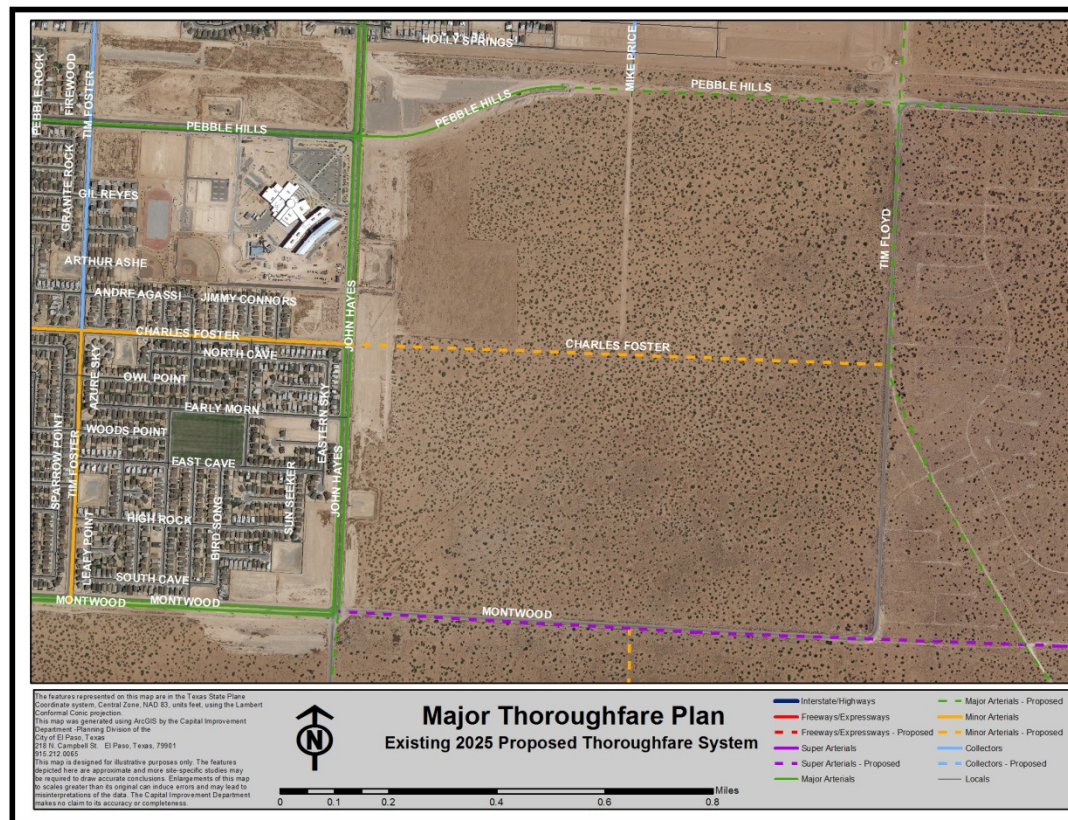 HOLLY SPRINGS
MIKE PRICE
PEBBLE HILLS
PEBBLE ROCK
FIREWOOD
TIM FOSTER
PEBBLE HILLS
PEBBLE HILLS
GRANITE ROCK
GIL REYES
ARTHUR ASHE
ANDRE AGASSI
JIMMY CONNORS
JOHN HAYES
TIM FLOYD
CHARLES FOSTER
NORTH CAVE
CHARLES FOSTER
AZURE SKY
OWL POINT
EARLY MORN
EASTERN SKY
WOODS POINT
SPARROW POINT
TIM FOSTER
EAST CAVE
JOHN HAYES
SUN SEEKER
BIRD SONG
HIGH ROCK
LEAFY POINT
SOUTH CAVE
MONTWOOD
MONTWOOD
MONTWOOD
The features represented on this map are in the Texas State Plane
Coordinate system, Central Zone, NAD 83, units feet, using the Lambert
Conformal Conic projection.
This map was generated using ArcGIS by the Capital Improvement
Department -Planning Division of the
City of El Paso, Texas
218 N. Campbell St. El Paso, Texas, 79901
915.212.0065
This map is designed for illustrative purposes only. The features
depicted here are approximate and more site-specific studies may
be required to draw accurate conclusions. Enlargements of this map
to scales greater than its original can induce errors and may lead to
misinterpretations of the data. The Capital Improvement Department
makes no claim to its accuracy or completeness.
N
Major Thoroughfare Plan
Existing 2025 Proposed Thoroughfare System
Miles
0 0.1 0.2 0.4 0.6 0.8
Interstate/Highways
Freeways/Expressways
Freeways/Expressways - Proposed
Super Arterials
Super Arterials - Proposed
Major Arterials
Major Arterials - Proposed
Minor Arterials
Minor Arterials - Proposed
Collectors
Collectors - Proposed
Locals